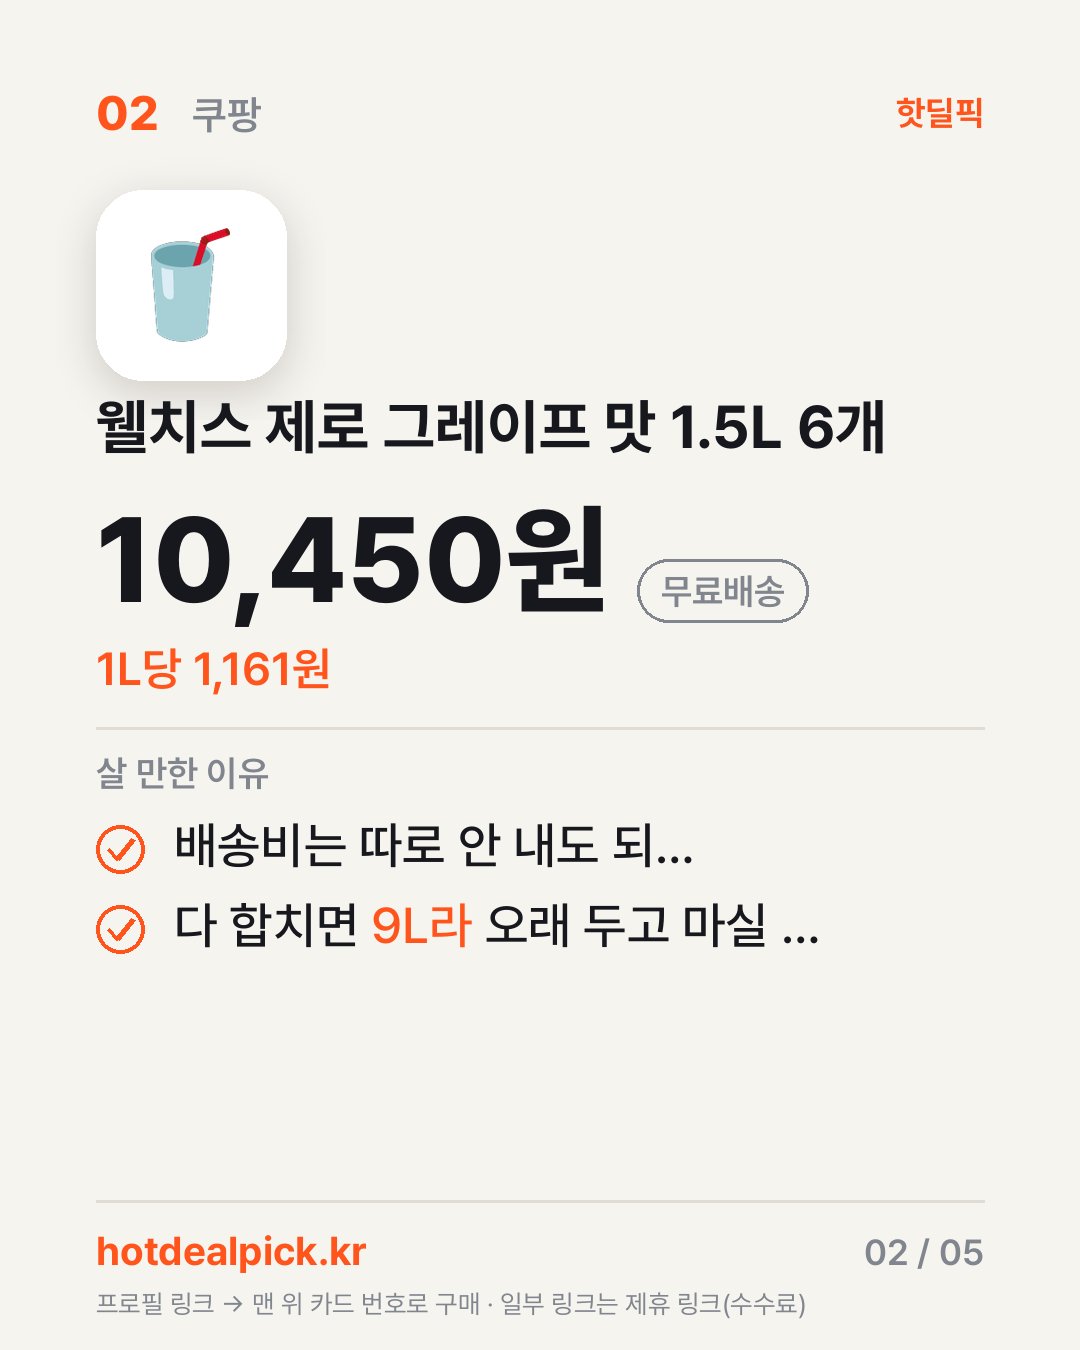 02 쿠팡
핫딜픽
웰치스 제로 그레이프 맛 1.5L 6개
10,450원 무료배송
1L당 1,161원
살 만한 이유
배송비는 따로 안 내도 되...
다 합치면 9L라 오래 두고 마실 ...
hotdealpick.kr
02 / 05
프로필 링크 → 맨 위 카드 번호로 구매 · 일부 링크는 제휴 링크(수수료)